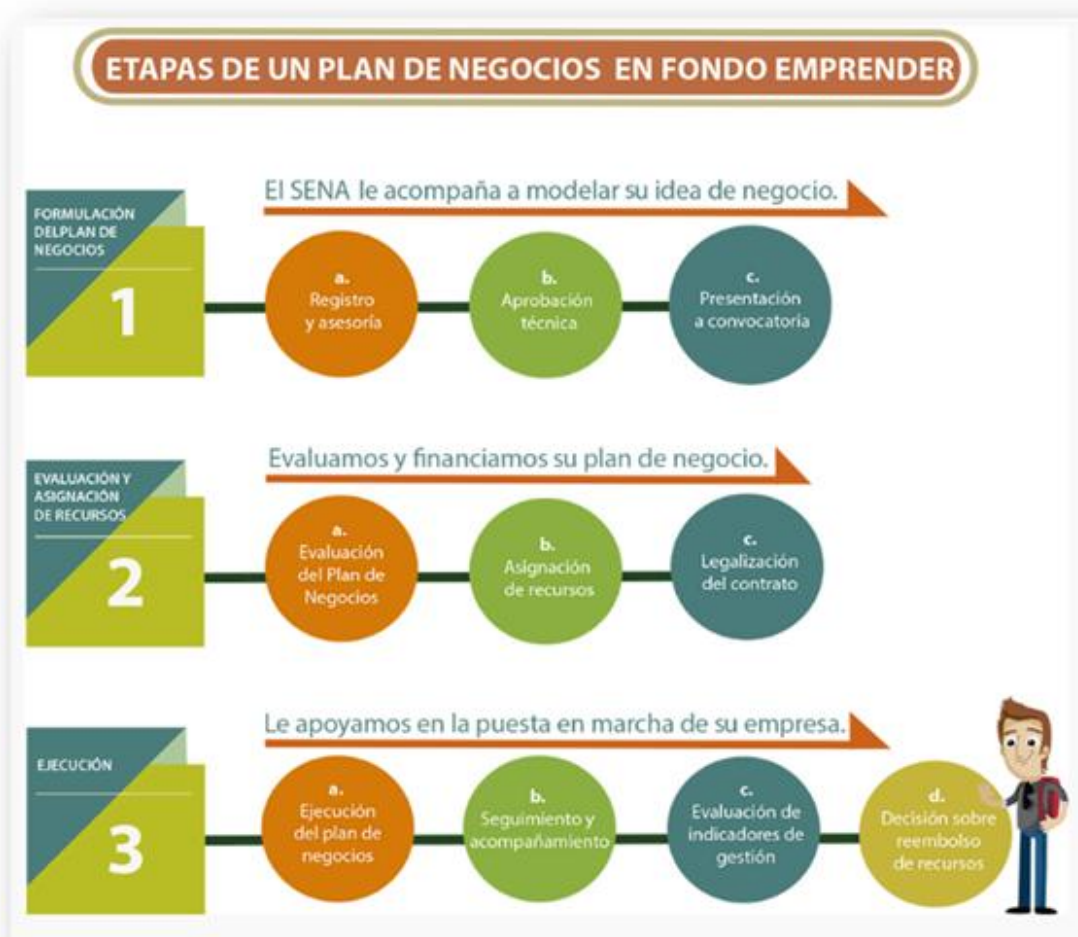 ETAPAS DE UN PLAN DE NEGOCIOS EN FONDO EMPRENDER
FORMULACIÓN
DELPLAN DE
NEGOCIOS
1
El SENA le acompaña a modelar su idea de negocio.
a.
Registro
y asesoría
b.
Aprobación
técnica
c.
Presentación
a convocatoria
EVALUACIÓN Y
ASIGNACIÓN
DE RECURSOS
2
Evaluamos y financiamos su plan de negocio.
a.
Evaluación
del Plan de
Negocios
b.
Asignación
de recursos
c.
Legalización
del contrato
EJECUCIÓN
3
Le apoyamos en la puesta en marcha de su empresa.
a.
Ejecución
del plan de
negocios
b.
Seguimiento y
acompañamiento
c.
Evaluación de
indicadores de
gestión
d.
Decisión sobre
reembolso
de recursos